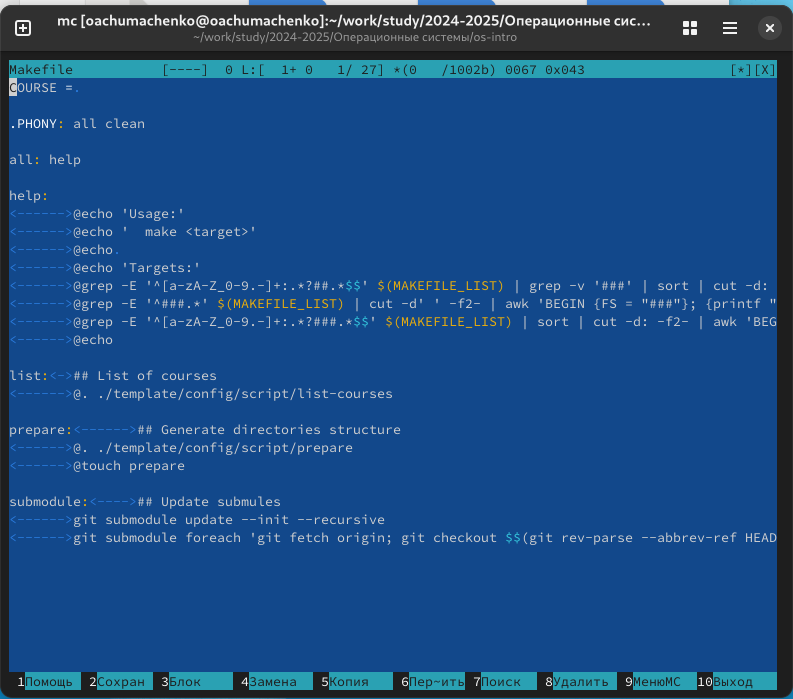 mc [oachumachenko@oachumachenko]:~/work/study/2024-2025/Операционные сис...
~/work/study/2024-2025/Операционные системы/os-intro
Makefile [----] 0 L:[ 1+ 0 1/ 27] *(0 /1002b) 0067 0x043 [*][X]
COURSE =.
.PHONY: all clean
all: help
help:
<------>@echo 'Usage:'
<------>@echo '  make <target>'
<------>@echo.
<------>@echo 'Targets:'
<------>@grep -E '^[a-zA-Z_0-9.-]+:.*?##.*$$' $(MAKEFILE_LIST) | grep -v '###' | sort | cut -d:
<------>@grep -E '^###.*' $(MAKEFILE_LIST) | cut -d' ' -f2- | awk 'BEGIN {FS = "###"}; {printf "
<------>@grep -E '^[a-zA-Z_0-9.-]+:.*?###.*$$' $(MAKEFILE_LIST) | sort | cut -d: -f2- | awk 'BEG
<------>@echo
list:<->## List of courses
<------>@. ./template/config/script/list-courses
prepare:<------>## Generate directories structure
<------>@. ./template/config/script/prepare
<------>@touch prepare
submodule:<---->## Update submules
<------>git submodule update --init --recursive
<------>git submodule foreach 'git fetch origin; git checkout $$(git rev-parse --abbrev-ref HEAD
1Помощь 2Сохран 3Блок 4Замена 5Копия 6Пер~ить 7Поиск 8Удалить 9МенюMC 10Выход